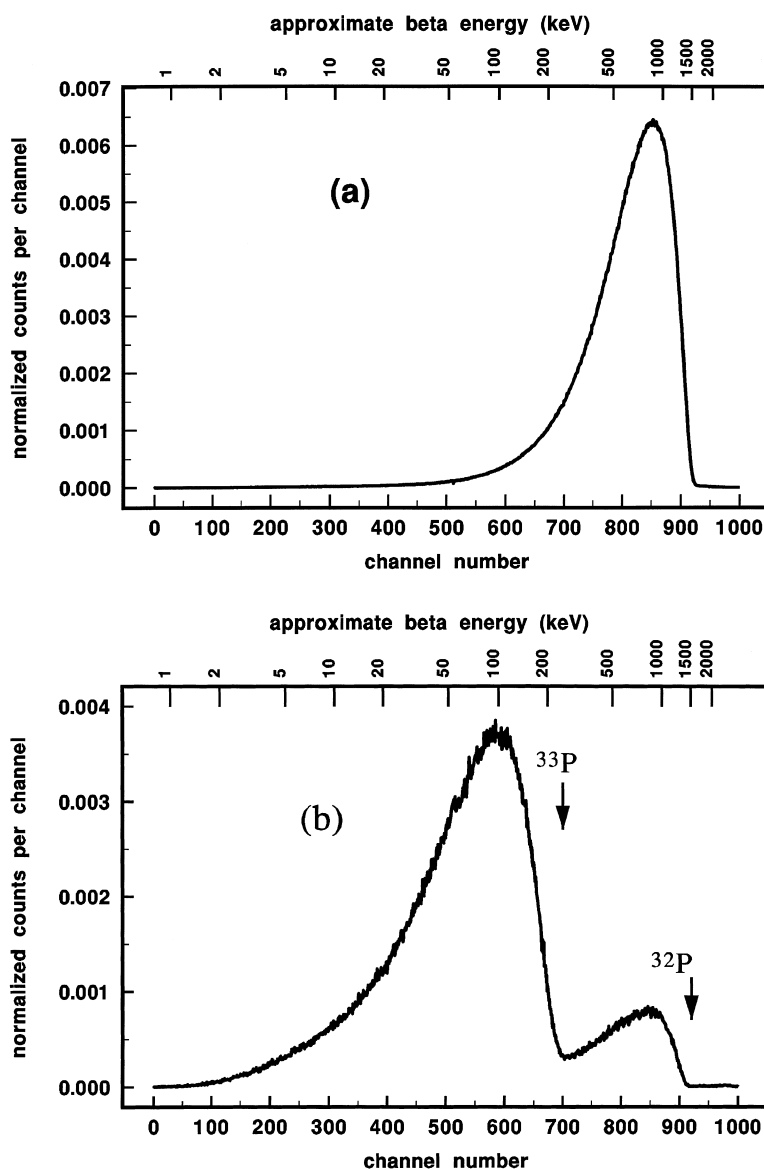 approximate beta energy (keV)
1 2 5 10 20 50 100 200 500 1000 1500 2000
0.007
0.006
0.005
0.004
0.003
0.002
0.001
0.000
normalized counts per channel
(a)
0 100 200 300 400 500 600 700 800 900 1000
channel number
approximate beta energy (keV)
1 2 5 10 20 50 100 200 500 1000 1500 2000
0.004
0.003
0.002
0.001
0.000
normalized counts per channel
(b)
33P
32P
0 100 200 300 400 500 600 700 800 900 1000
channel number